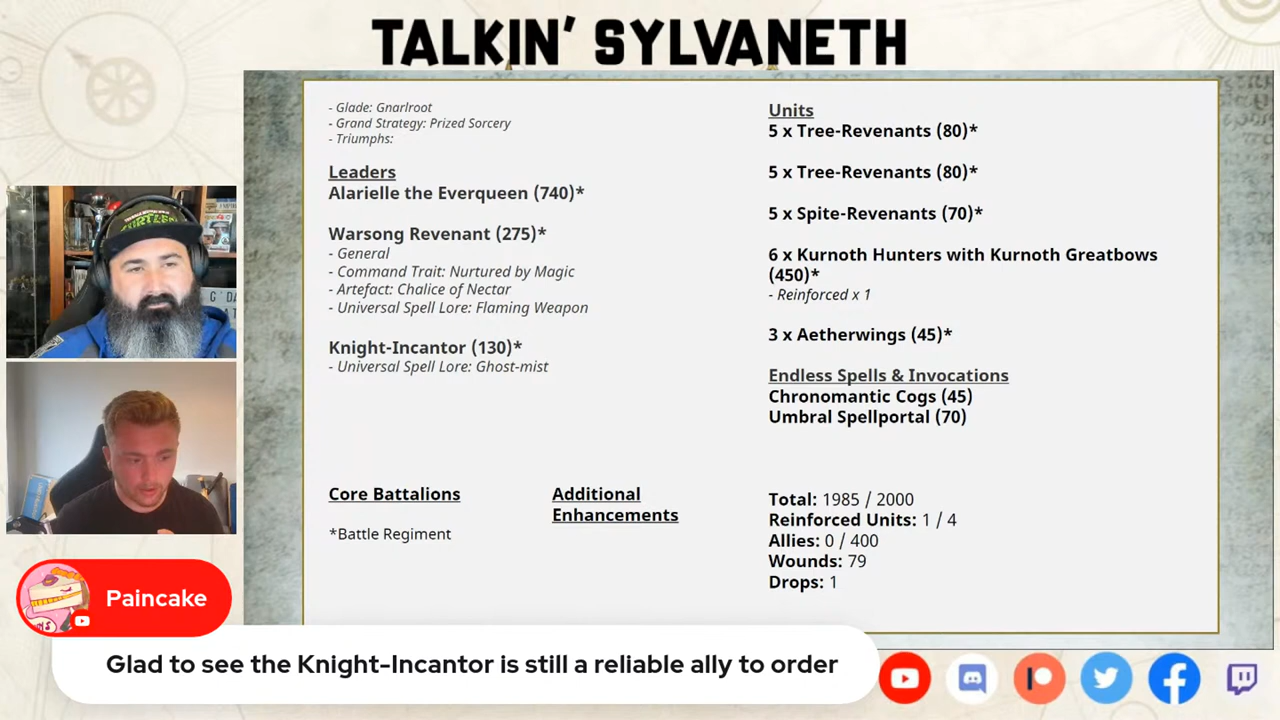 TALKIN' SYLVANETH
- Glade: Gnarlroot
- Grand Strategy: Prized Sorcery
- Triumphs:
Leaders
Alarielle the Everqueen (740)*
Warsong Revenant (275)*
- General
- Command Trait: Nurtured by Magic
- Artefact: Chalice of Nectar
- Universal Spell Lore: Flaming Weapon
Knight-Incantor (130)*
- Universal Spell Lore: Ghost-mist
Units
5 x Tree-Revenants (80)*
5 x Tree-Revenants (80)*
5 x Spite-Revenants (70)*
6 x Kurnoth Hunters with Kurnoth Greatbows
(450)*
- Reinforced x 1
3 x Aetherwings (45)*
Endless Spells & Invocations
Chronomantic Cogs (45)
Umbral Spellportal (70)
Core Battalions
*Battle Regiment
Additional
Enhancements
Total: 1985 / 2000
Reinforced Units: 1 / 4
Allies: 0 / 400
Wounds: 79
Drops: 1
Paincake
Glad to see the Knight-Incantor is still a reliable ally to order